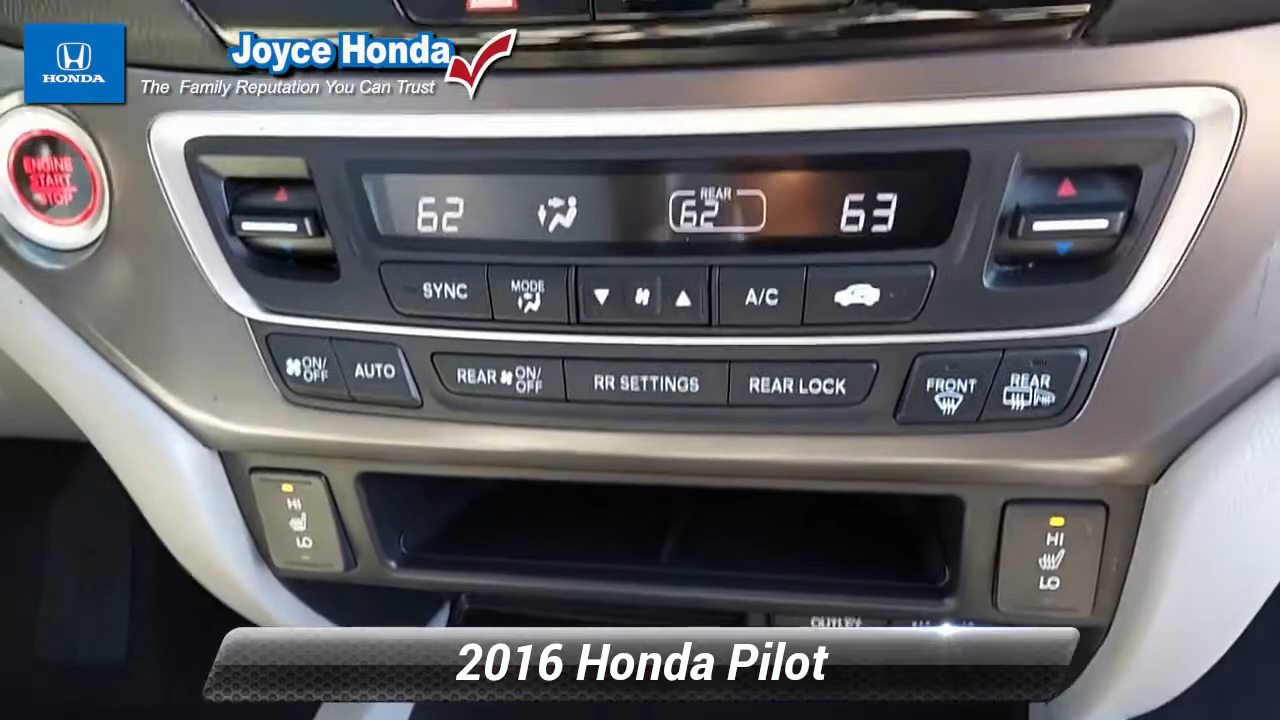 HONDA
Joyce Honda
The Family Reputation You Can Trust
ENGINE
START
STOP
62
REAR
62
63
SYNC
MODE
A/C
ON/
OFF
AUTO
REAR ON/
OFF
RR SETTINGS
REAR LOCK
FRONT
REAR
HI
LO
HI
LO
OUTLET
2016 Honda Pilot